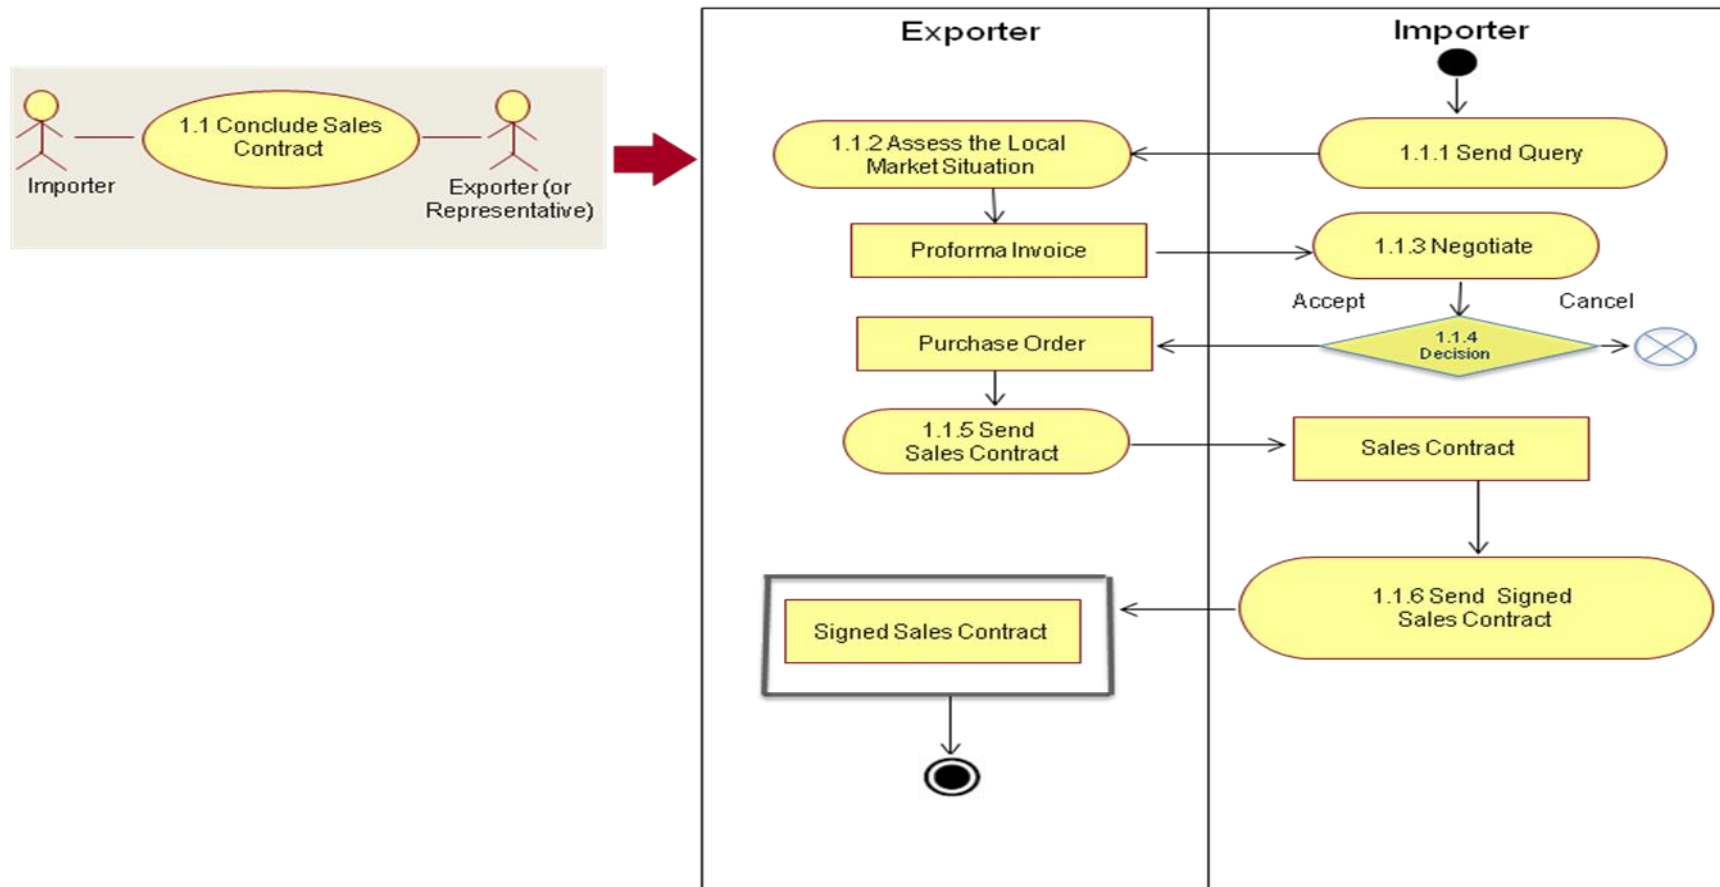 1.1 Conclude Sales
Contract
Importer
Exporter (or
Representative)
Exporter
Importer
1.1.2 Assess the Local
Market Situation
1.1.1 Send Query
Proforma Invoice
1.1.3 Negotiate
Accept
Cancel
Purchase Order
1.1.4
Decision
1.1.5 Send
Sales Contract
Sales Contract
1.1.6 Send Signed
Sales Contract
Signed Sales Contract